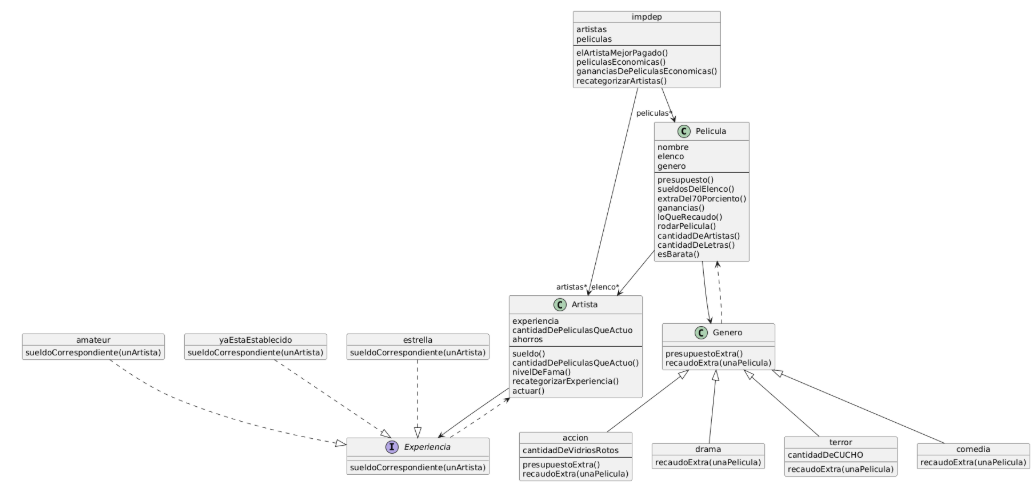 impdep
artistas
peliculas
elArtistaMejorPagado()
peliculasEconomicas()
gananciasDePeliculasEconomicas()
recategorizarArtistas()
peliculas*
C Pelicula
nombre
elenco
genero
presupuesto()
sueldosDelElenco()
extraDel70Porciento()
ganancias()
loQueRecaudo()
rodarPelicula()
cantidadDeArtistas()
cantidadDeLetras()
esBarata()
artistas* elenco*
C Artista
experiencia
cantidadDePeliculasQueActuo
ahorros
sueldo()
cantidadDePeliculasQueActuo()
nivelDeFama()
recategorizarExperiencia()
actuar()
C Genero
presupuestoExtra()
recaudoExtra(unaPelicula)
amateur
sueldoCorrespondiente(unArtista)
yaEstaEstablecido
sueldoCorrespondiente(unArtista)
estrella
sueldoCorrespondiente(unArtista)
I Experiencia
sueldoCorrespondiente(unArtista)
accion
cantidadDeVidriosRotos
presupuestoExtra()
recaudoExtra(unaPelicula)
drama
recaudoExtra(unaPelicula)
terror
cantidadDeCUCHO
recaudoExtra(unaPelicula)
comedia
recaudoExtra(unaPelicula)